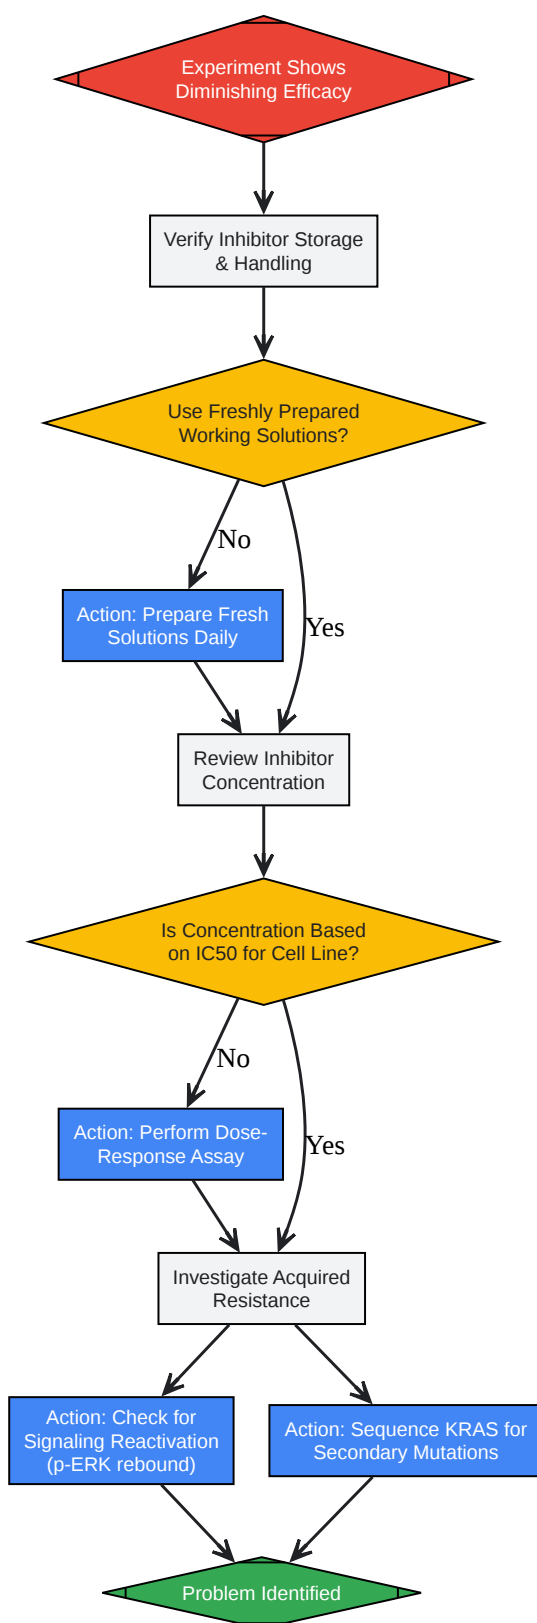 Experiment Shows
Diminishing Efficacy
Verify Inhibitor Storage
& Handling
Use Freshly Prepared
Working Solutions?
No
Action: Prepare Fresh
Solutions Daily
Yes
Review Inhibitor
Concentration
Is Concentration Based
on IC50 for Cell Line?
No
Action: Perform Dose-
Response Assay
Yes
Investigate Acquired
Resistance
Action: Check for
Signaling Reactivation
(p-ERK rebound)
Action: Sequence KRAS for
Secondary Mutations
Problem Identified